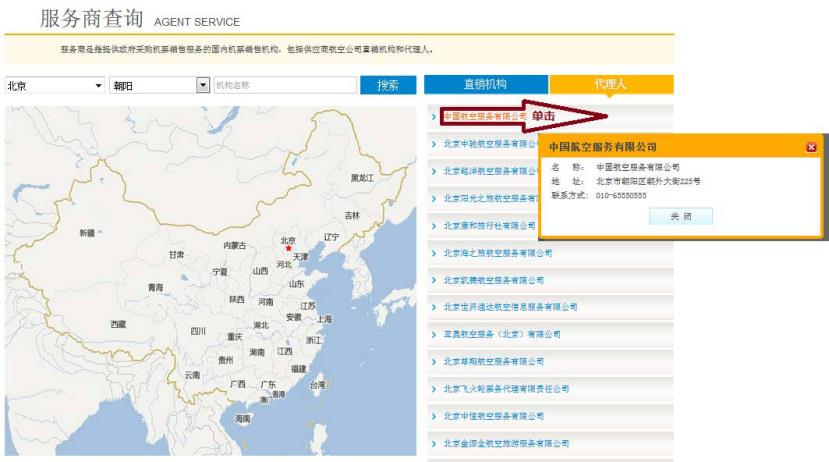 服务商查询 AGENT SERVICE
服务商是指提供政府采购机票销售服务的国内机票销售机构，包括供应商航空公司直销机构和代理人。
北京 朝阳 机构名称 搜索
直销机构 代理人
中国航空服务有限公司 单击
北京中驰航空服务有限公
北京铭洋航空服务有限公
北京阳光之旅航空服务有
北京康和旅行社有限公司
北京海之旅航空服务有限公司
北京凯腾航空服务有限公司
北京世界通达航空信息服务有限公司
亚奥航空服务（北京）有限公司
北京尊翔航空服务有限公司
北京飞火轮票务代理有限责任公司
北京中恒航空服务有限公司
北京金源金航空旅游服务有限公司
中国航空服务有限公司
名 称： 中国航空服务有限公司
地 址： 北京市朝阳区朝外大街225号
联系方式： 010-65550555
关 闭
黑龙江
吉林
新疆
内蒙古
北京
辽宁
甘肃
天津
河北
宁夏
山西
山东
青海
陕西
河南
江苏
西藏
安徽
上海
四川
湖北
重庆
浙江
湖南
江西
贵州
福建
云南
广西
广东
台湾
香港
澳门
海南